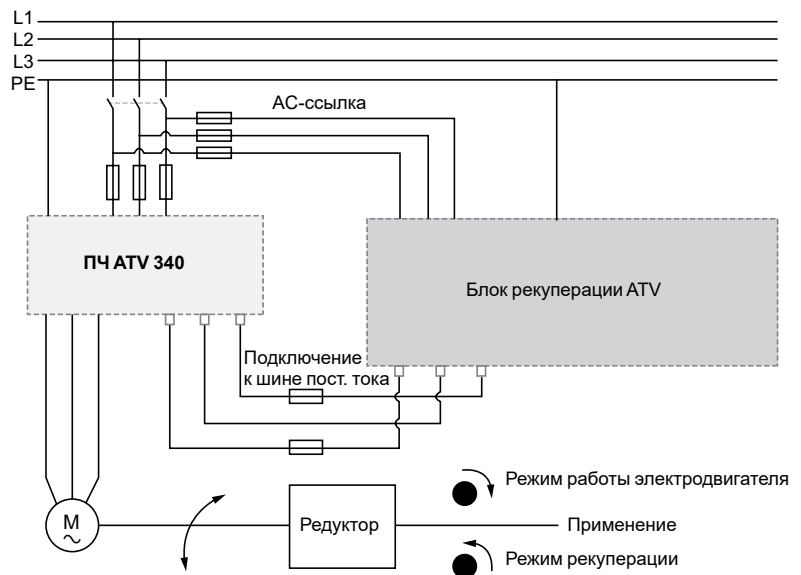 L1
L2
L3
PE
АС-ссылка
ПЧ ATV 340
Блок рекуперации ATV
Подключение
к шине пост. тока
Режим работы электродвигателя
M
~
Редуктор
Применение
Режим рекуперации